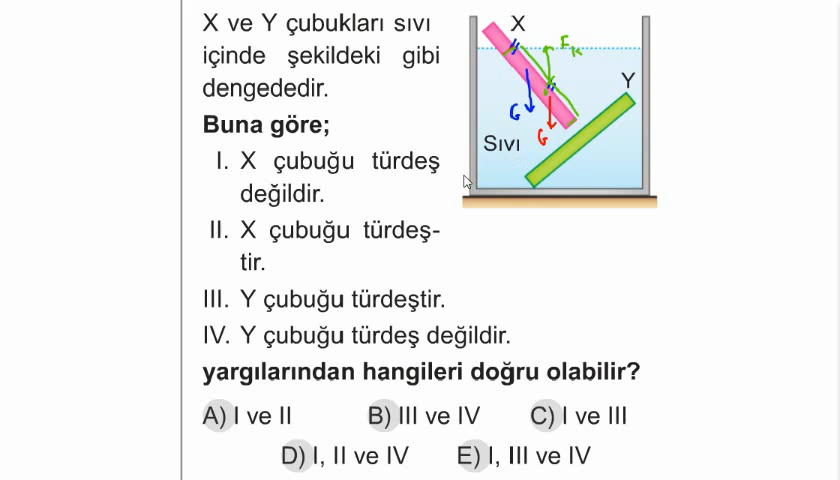 X ve Y çubukları sıvı
içinde şekildeki gibi
dengededir.
Buna göre;
I. X çubuğu türdeş
değildir.
II. X çubuğu türdeş-
tir.
III. Y çubuğu türdeştir.
IV. Y çubuğu türdeş değildir.
yargılarından hangileri doğru olabilir?
A) I ve II B) III ve IV C) I ve III
D) I, II ve IV E) I, III ve IV
X
Fk
Y
G
G
Sıvı